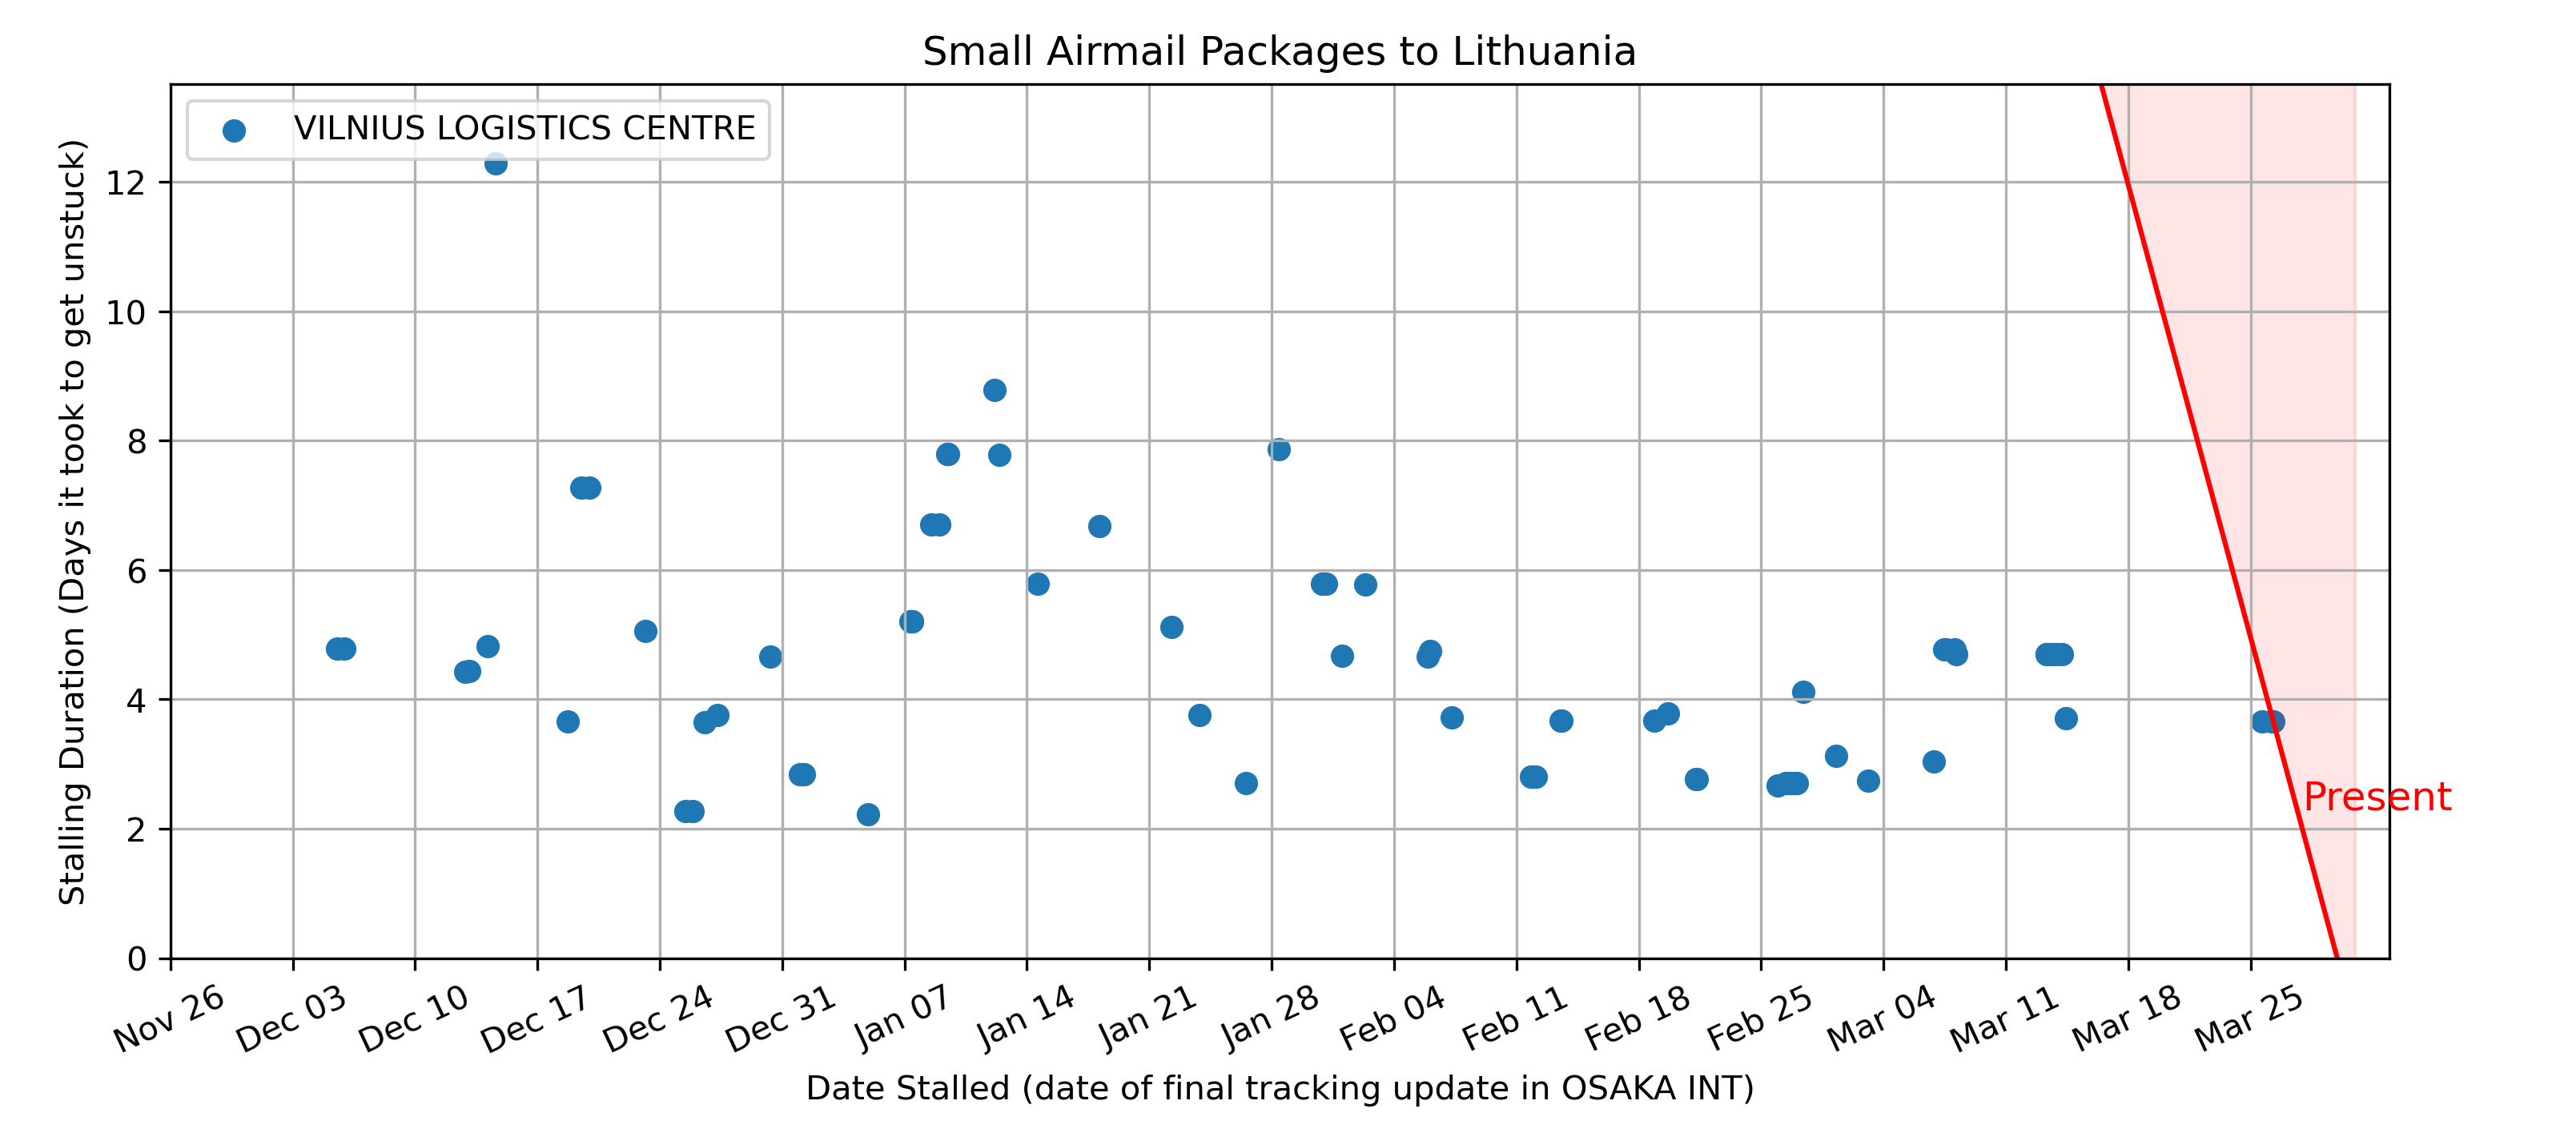 Small Airmail Packages to Lithuania
VILNIUS LOGISTICS CENTRE
Stalling Duration (Days it took to get unstuck)
12
10
8
6
4
2
0
Present
Nov 26
Dec 03
Dec 10
Dec 17
Dec 24
Dec 31
Jan 07
Jan 14
Jan 21
Jan 28
Feb 04
Feb 11
Feb 18
Feb 25
Mar 04
Mar 11
Mar 18
Mar 25
Date Stalled (date of final tracking update in OSAKA INT)